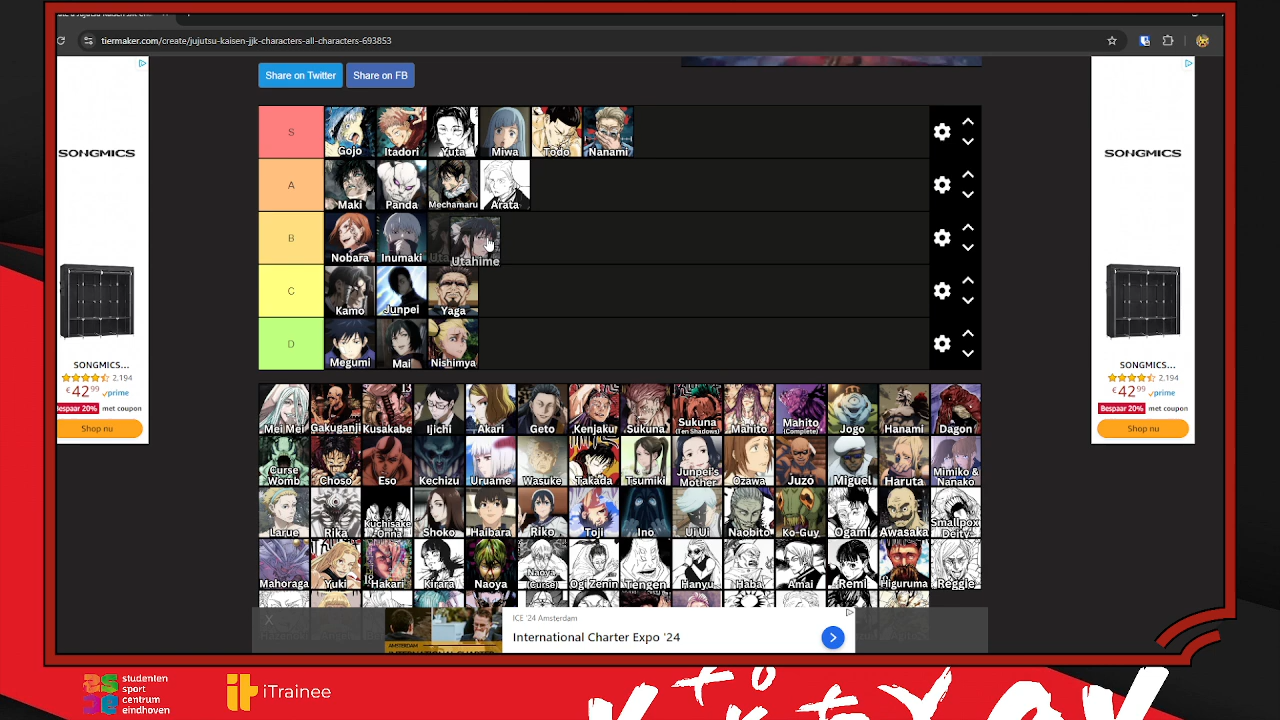 tiermaker.com/create/jujutsu-kaisen-jjk-characters-all-characters-693853
Share on Twitter
Share on FB
S
Gojo
Itadori
Yuta
Miwa
Todo
Nanami
A
Maki
Panda
Mechamaru
Arata
B
Nobara
Inumaki
Utahime
C
Kamo
Junpei
Yaga
D
Megumi
Mai
Nishimya
Mei Mei
Gakuganji
Kusakabe
Ijichi
Akari
Geto
Kenjaku
Sukuna
Sukuna
(Ten Shadows)
Mahito
Mahito
(Complete)
Jogo
Hanami
Dagon
Curse
Womb
Choso
Eso
Kechizu
Uruame
Wasuke
Takada
Tsumiki
Junpei's
Mother
Ozawa
Juzo
Miguel
Haruta
Mimiko &
Nanako
Larue
Rika
Kuchisake
Onna
Shoko
Haibara
Riko
Toji
Ino
Ui Ui
Naobito
Ko-Guy
Ogami
Awasaka
Smallpox
Deity
Mahoraga
Yuki
Hakari
Kirara
Naoya
Naoya
(Curse)
Ogi Zenin
Tengen
Hanyu
Haba
Amai
Remi
Higuruma
Reggie
SONGMICS
SONGMICS...
2,194
€42,99 prime
Bespaar 20% met coupon
Shop nu
SONGMICS
SONGMICS...
2,194
€42,99 prime
Bespaar 20% met coupon
Shop nu
X
ICE '24 Amsterdam
International Charter Expo '24
studenten
sport
centrum
eindhoven
it iTrainee